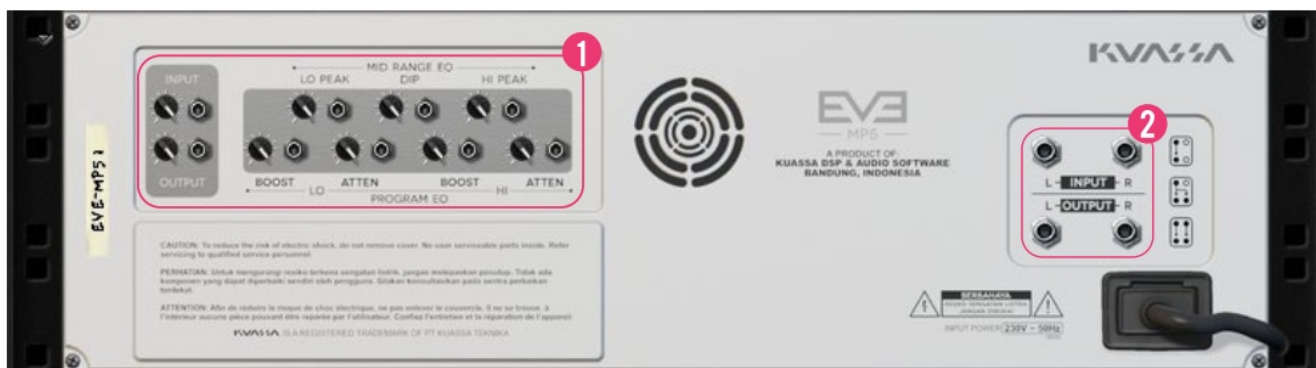 1
INPUT
MID RANGE EQ
LO PEAK DIP HI PEAK
OUTPUT
BOOST ATTEN BOOST ATTEN
LO HI
PROGRAM EQ
EVE-MP5 1
CAUTION: To reduce the risk of electro-shock, do not remove cover. No user serviceable parts inside. Refer
servicing to qualified service personnel.
PERHATIAN: Untuk mengurangi resiko terkena sengatan listrik, jangan melepaskan penutup. Tidak ada
komponen yang dapat diperbaiki sendiri oleh pengguna. Silakan konsultasikan pada sentra perbaikan
terdekat.
ATTENTION: Afin de réduire le risque de choc électrique, ne pas enlever le couvercle. Il ne se trouve, à
l'intérieur aucune pièce pouvant être reparée par l'utilisateur. Confiez l'entretien et la réparation de l'appareil
KVASSA IS A REGISTERED TRADEMARK OF PT KUASSA TEKNIKA
EVE
MP5
A PRODUCT OF:
KUASSA DSP & AUDIO SOFTWARE
BANDUNG, INDONESIA
KVASSA
2
L - INPUT - R
L - OUTPUT - R
BERBAHAYA
RESIKO SENGATAN LISTRIK
JANGAN DIBUKA!
INPUT POWER 230V ~ 50Hz